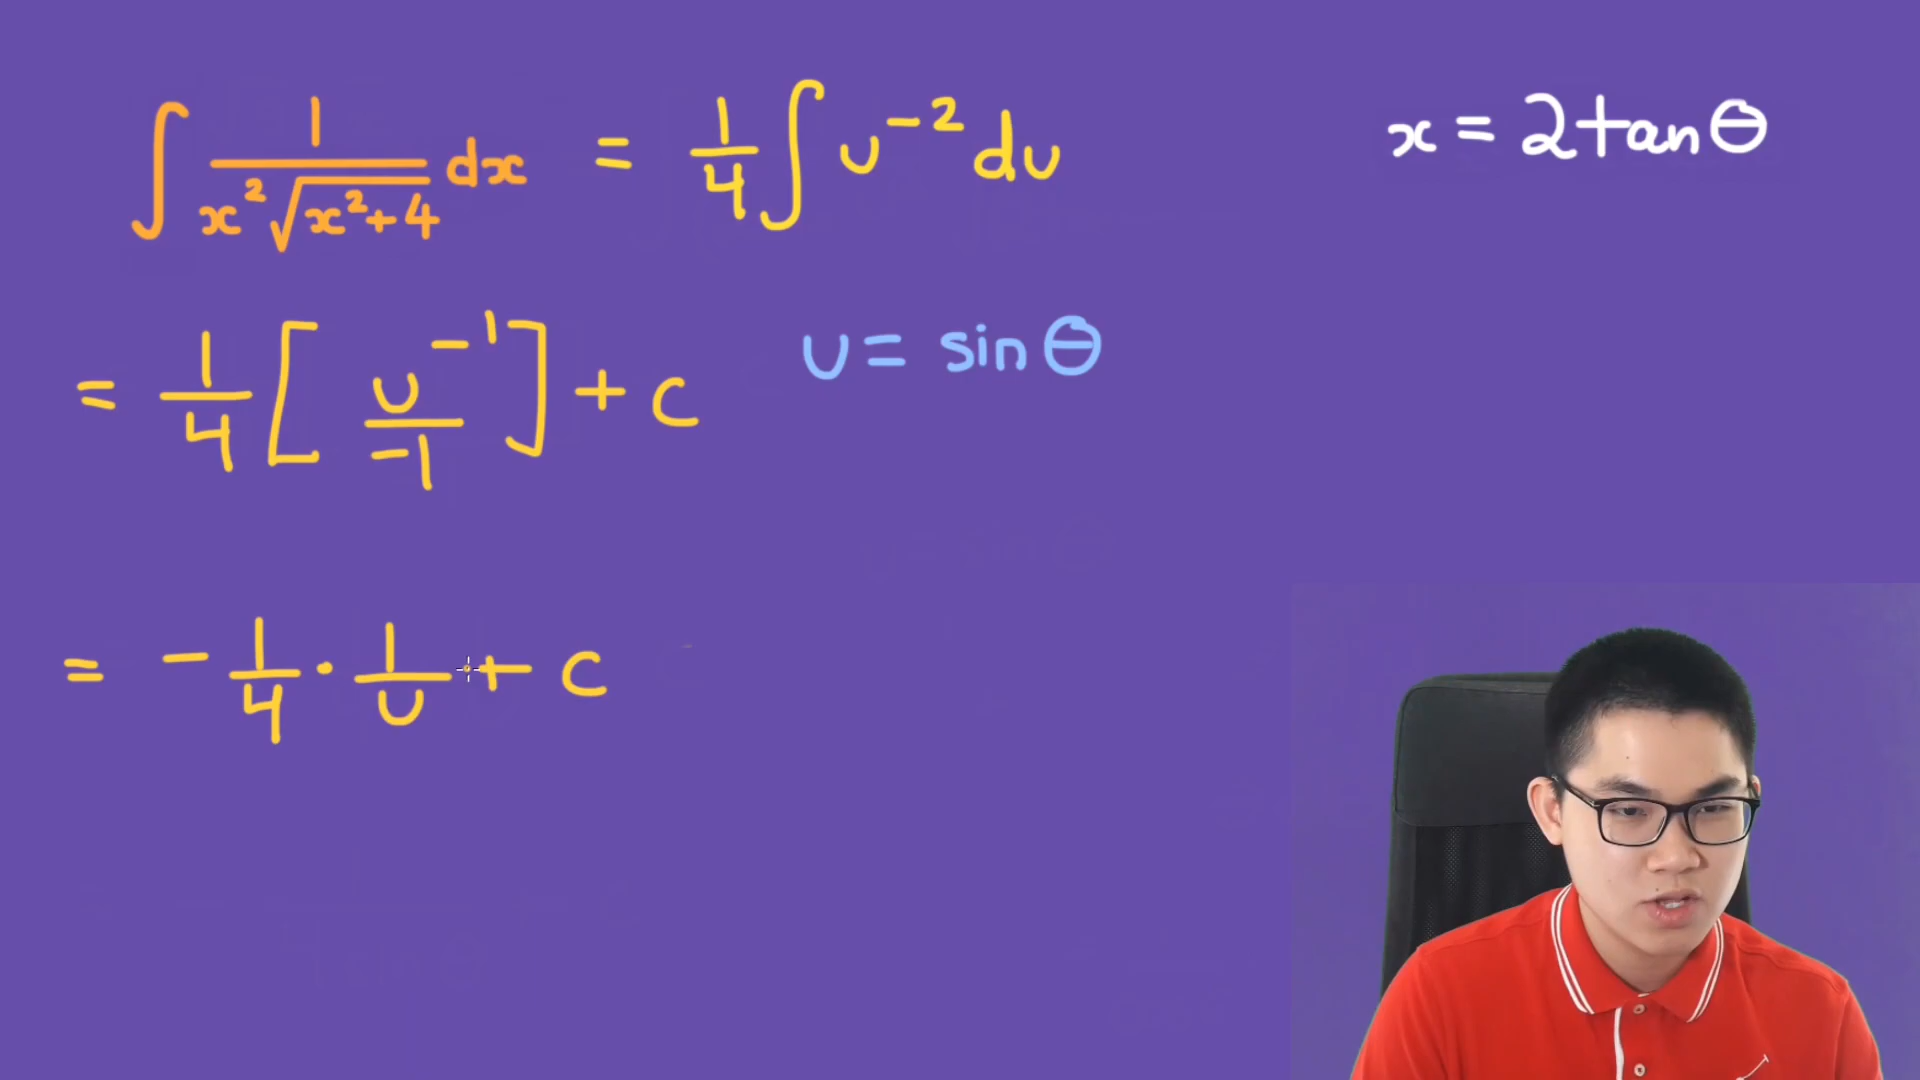 ∫ 1/(x²√(x²+4)) dx = 1/4 ∫ u⁻² du
x = 2tanθ
= 1/4 [ u⁻¹/-1 ] + c
u = sinθ
= -1/4 · 1/u + c